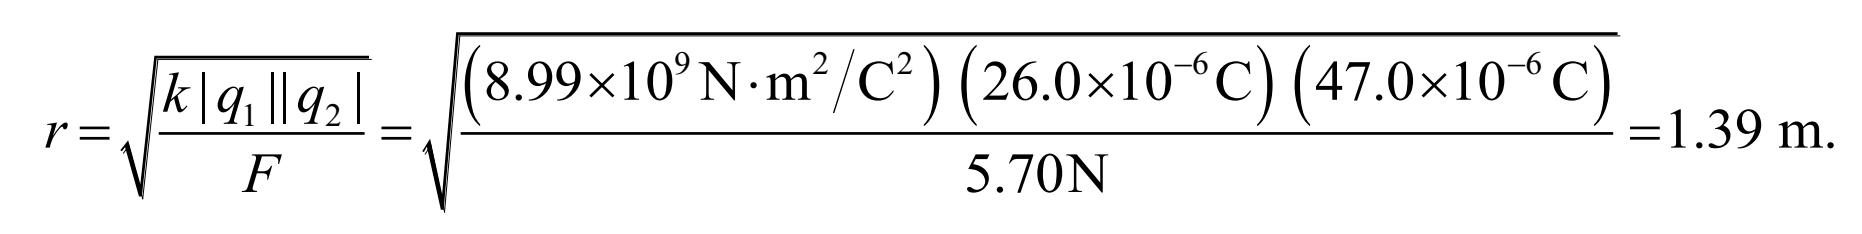 r = √(k|q₁||q₂| / F) = √((8.99×10⁹ N·m²/C²) (26.0×10⁻⁶ C) (47.0×10⁻⁶ C) / 5.70N) = 1.39 m.